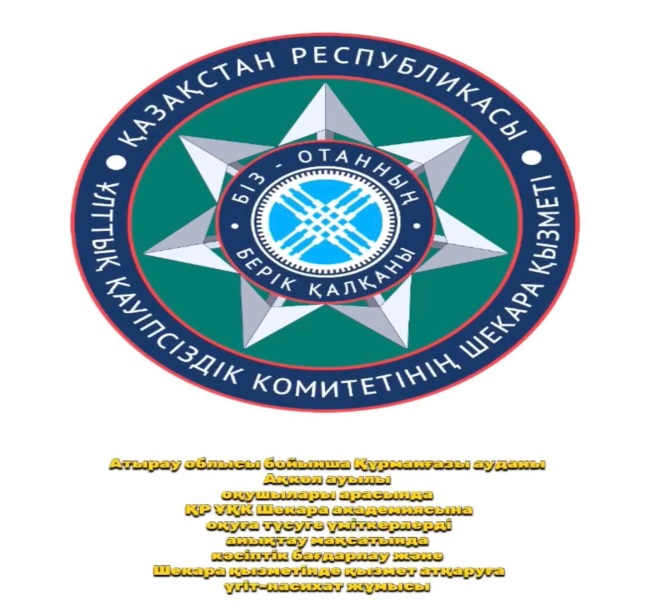 ҚАЗАҚСТАН РЕСПУБЛИКАСЫ
ҰЛТТЫҚ ҚАУІПСІЗДІК КОМИТЕТІНІҢ ШЕКАРА ҚЫЗМЕТІ
БІЗ - ОТАННЫҢ
БЕРІК ҚАЛҚАНЫ
Атырау облысы бойынша Құрманғазы ауданы
Ақкөл ауылы
оқушылары арасында
ҚР ҰҚК Шекара академиясына
оқуға түсуге үміткерлерді
анықтау мақсатында
кәсіптік бағдарлау және
Шекара қызметінде қызмет атқаруға
үгіт-насихат жұмысы